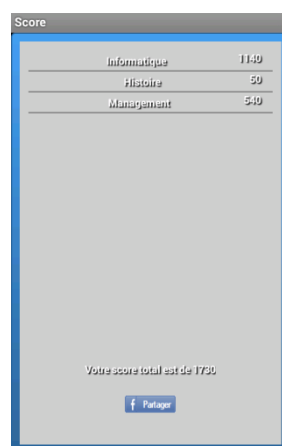 Score
Informatique 1140
Histoire 50
Management 540
Votre score total est de 1730
f Partager